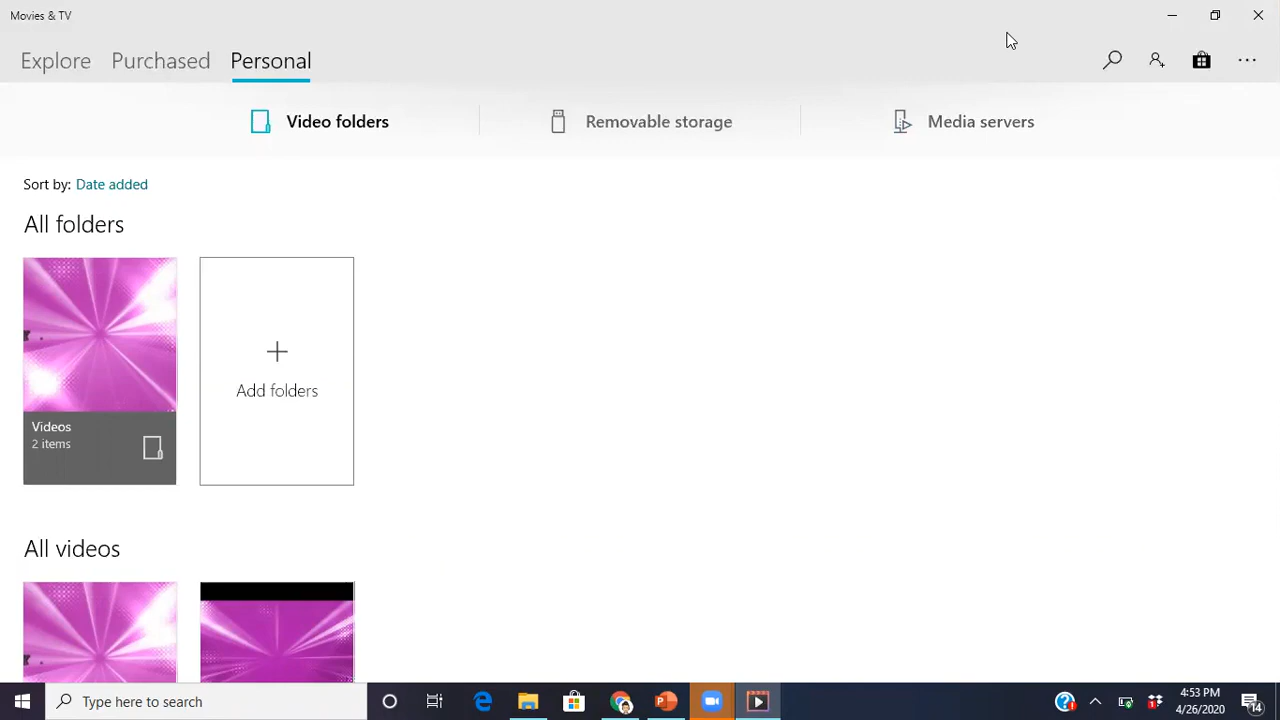 Movies & TV
Explore Purchased Personal
Video folders Removable storage Media servers
Sort by: Date added
All folders
Videos
2 items
Add folders
All videos
Type here to search
4:53 PM
4/26/2020
14